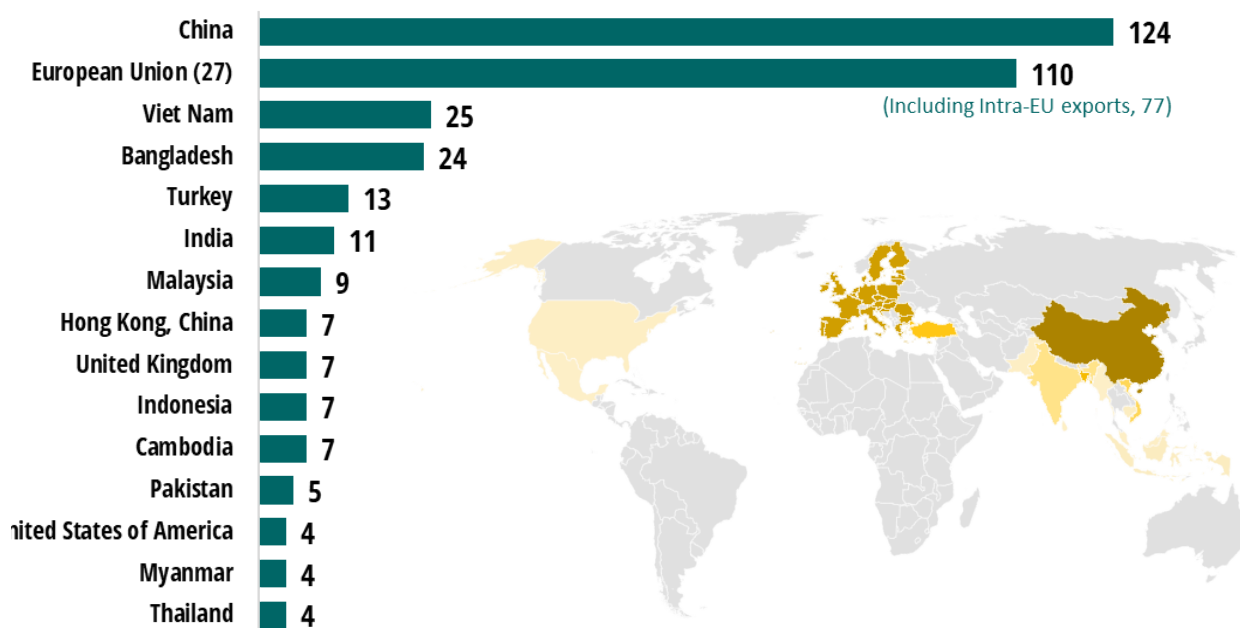 China 124
European Union (27) 110
(Including Intra-EU exports, 77)
Viet Nam 25
Bangladesh 24
Turkey 13
India 11
Malaysia 9
Hong Kong, China 7
United Kingdom 7
Indonesia 7
Cambodia 7
Pakistan 5
nited States of America 4
Myanmar 4
Thailand 4